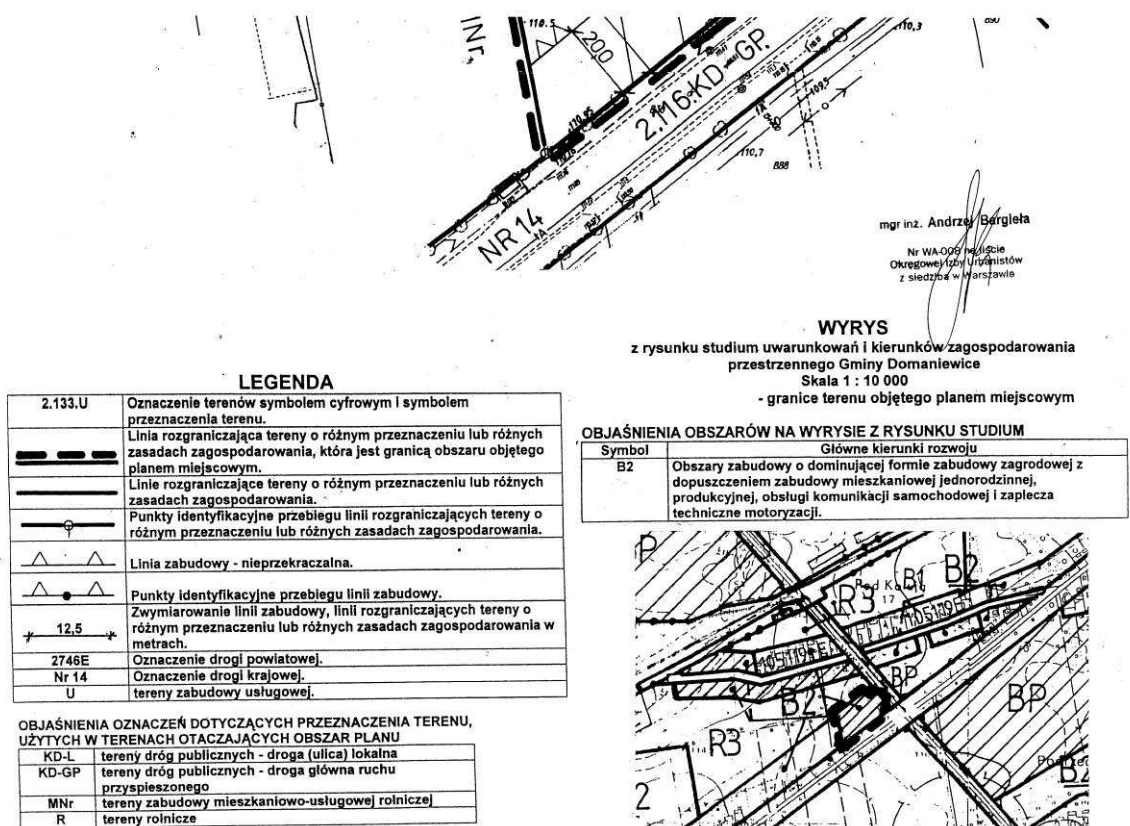 110.5
200
2.116.KD-GP.
110,3
890
109,5
110,7
888
NR 14
mgr inż. Andrzej Bargieła
Nr WA-008 na liście
Okręgowej Izby Urbanistów
z siedzibą w Warszawie
WYRYS
z rysunku studium uwarunkowań i kierunków zagospodarowania
przestrzennego Gminy Domaniewice
Skala 1 : 10 000
- granice terenu objętego planem miejscowym
LEGENDA
2.133.U Oznaczenie terenów symbolem cyfrowym i symbolem
przeznaczenia terenu.
Linia rozgraniczająca tereny o różnym przeznaczeniu lub różnych
zasadach zagospodarowania, która jest granicą obszaru objętego
planem miejscowym.
Linie rozgraniczające tereny o różnym przeznaczeniu lub różnych
zasadach zagospodarowania.
Punkty identyfikacyjne przebiegu linii rozgraniczających tereny o
różnym przeznaczeniu lub różnych zasadach zagospodarowania.
Linia zabudowy - nieprzekraczalna.
Punkty identyfikacyjne przebiegu linii zabudowy.
12,5 Zwymiarowanie linii zabudowy, linii rozgraniczających tereny o
różnym przeznaczeniu lub różnych zasadach zagospodarowania w
metrach.
2746E Oznaczenie drogi powiatowej.
Nr 14 Oznaczenie drogi krajowej.
U tereny zabudowy usługowej.
OBJAŚNIENIA OZNACZEŃ DOTYCZĄCYCH PRZEZNACZENIA TERENU,
UŻYTYCH W TERENACH OTACZAJĄCYCH OBSZAR PLANU
KD-L tereny dróg publicznych - droga (ulica) lokalna
KD-GP tereny dróg publicznych - droga główna ruchu
przyspieszonego
MNr tereny zabudowy mieszkaniowo-usługowej rolniczej
R tereny rolnicze
OBJAŚNIENIA OBSZARÓW NA WYRYSIE Z RYSUNKU STUDIUM
Symbol Główne kierunki rozwoju
B2 Obszary zabudowy o dominującej formie zabudowy zagrodowej z
dopuszczeniem zabudowy mieszkaniowej jednorodzinnej,
produkcyjnej, obsługi komunikacji samochodowej i zaplecza
techniczne motoryzacji.
P
R3
B1
B2
17
105119E
105119E
B2
BP
BP
R3
2